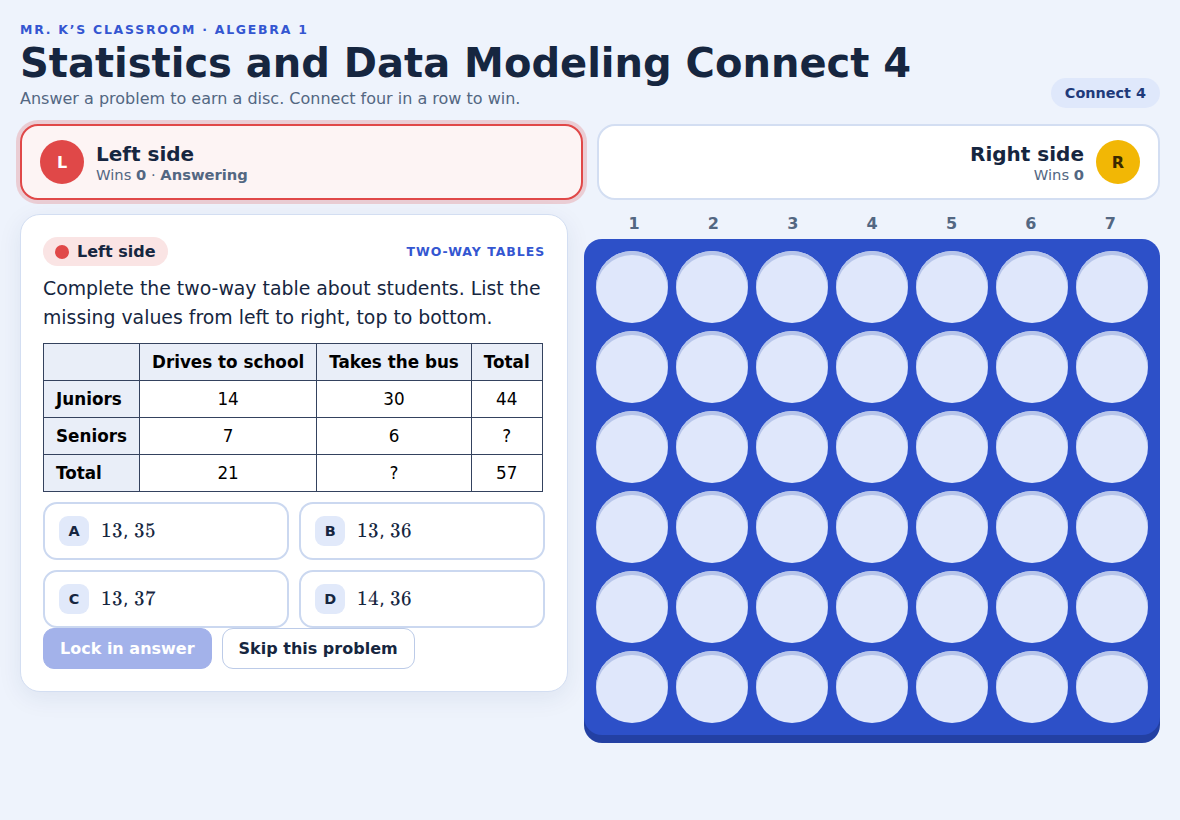 MR. K'S CLASSROOM · ALGEBRA 1
Statistics and Data Modeling Connect 4
Answer a problem to earn a disc. Connect four in a row to win.
Connect 4
L
Left side
Wins 0 · Answering
Right side
Wins 0
R
Left side
TWO-WAY TABLES
Complete the two-way table about students. List the
missing values from left to right, top to bottom.
Drives to school Takes the bus Total
Juniors 14 30 44
Seniors 7 6 ?
Total 21 ? 57
A 13, 35
B 13, 36
C 13, 37
D 14, 36
Lock in answer
Skip this problem
1 2 3 4 5 6 7